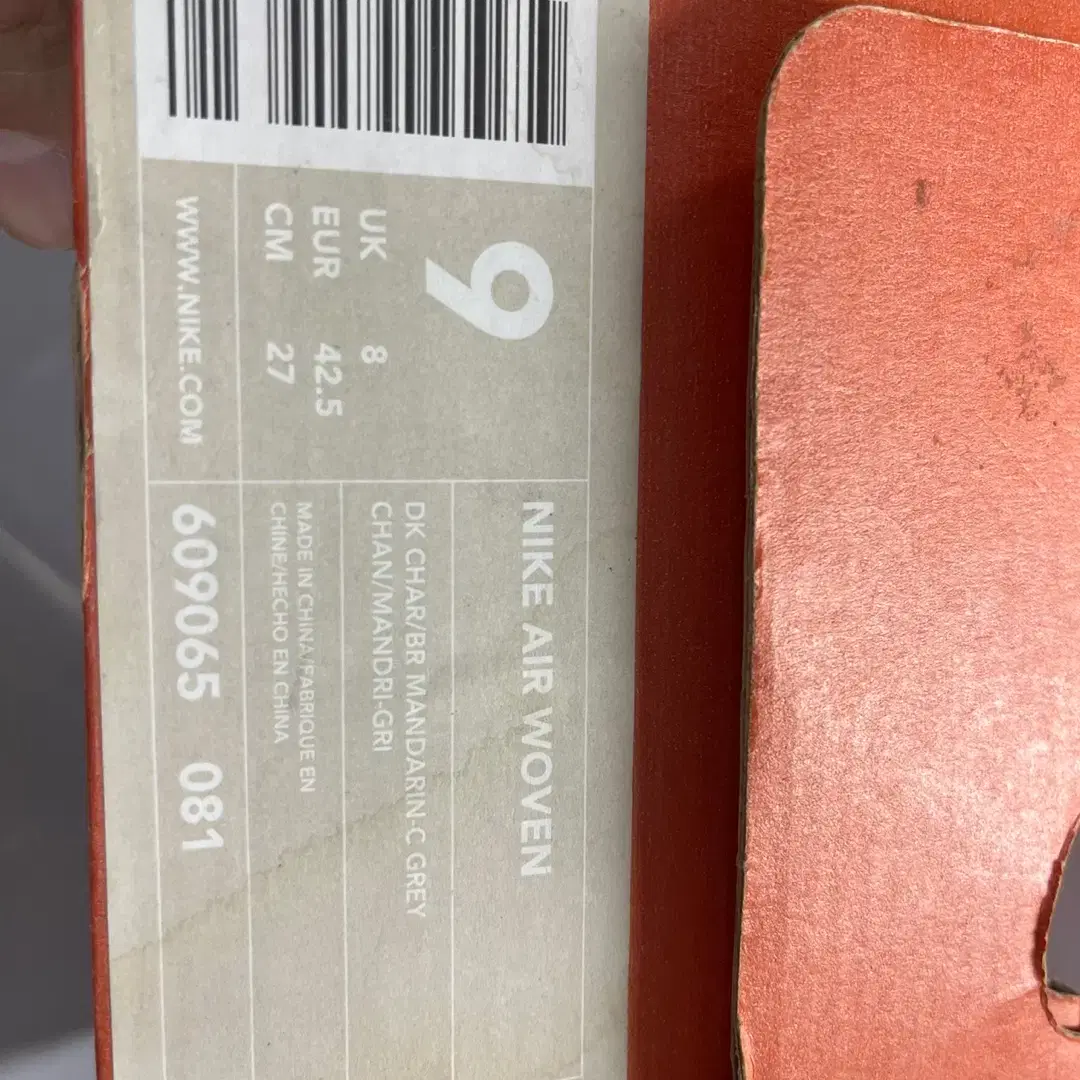 9
UK 8
EUR 42.5
CM 27
WWW.NIKE.COM
NIKE AIR WOVEN
DK CHAR/BR MANDARIN-C GREY
CHAN/MANDRI-GRI
MADE IN CHINA/FABRIQUE EN
CHINE/HECHO EN CHINA
609065 081